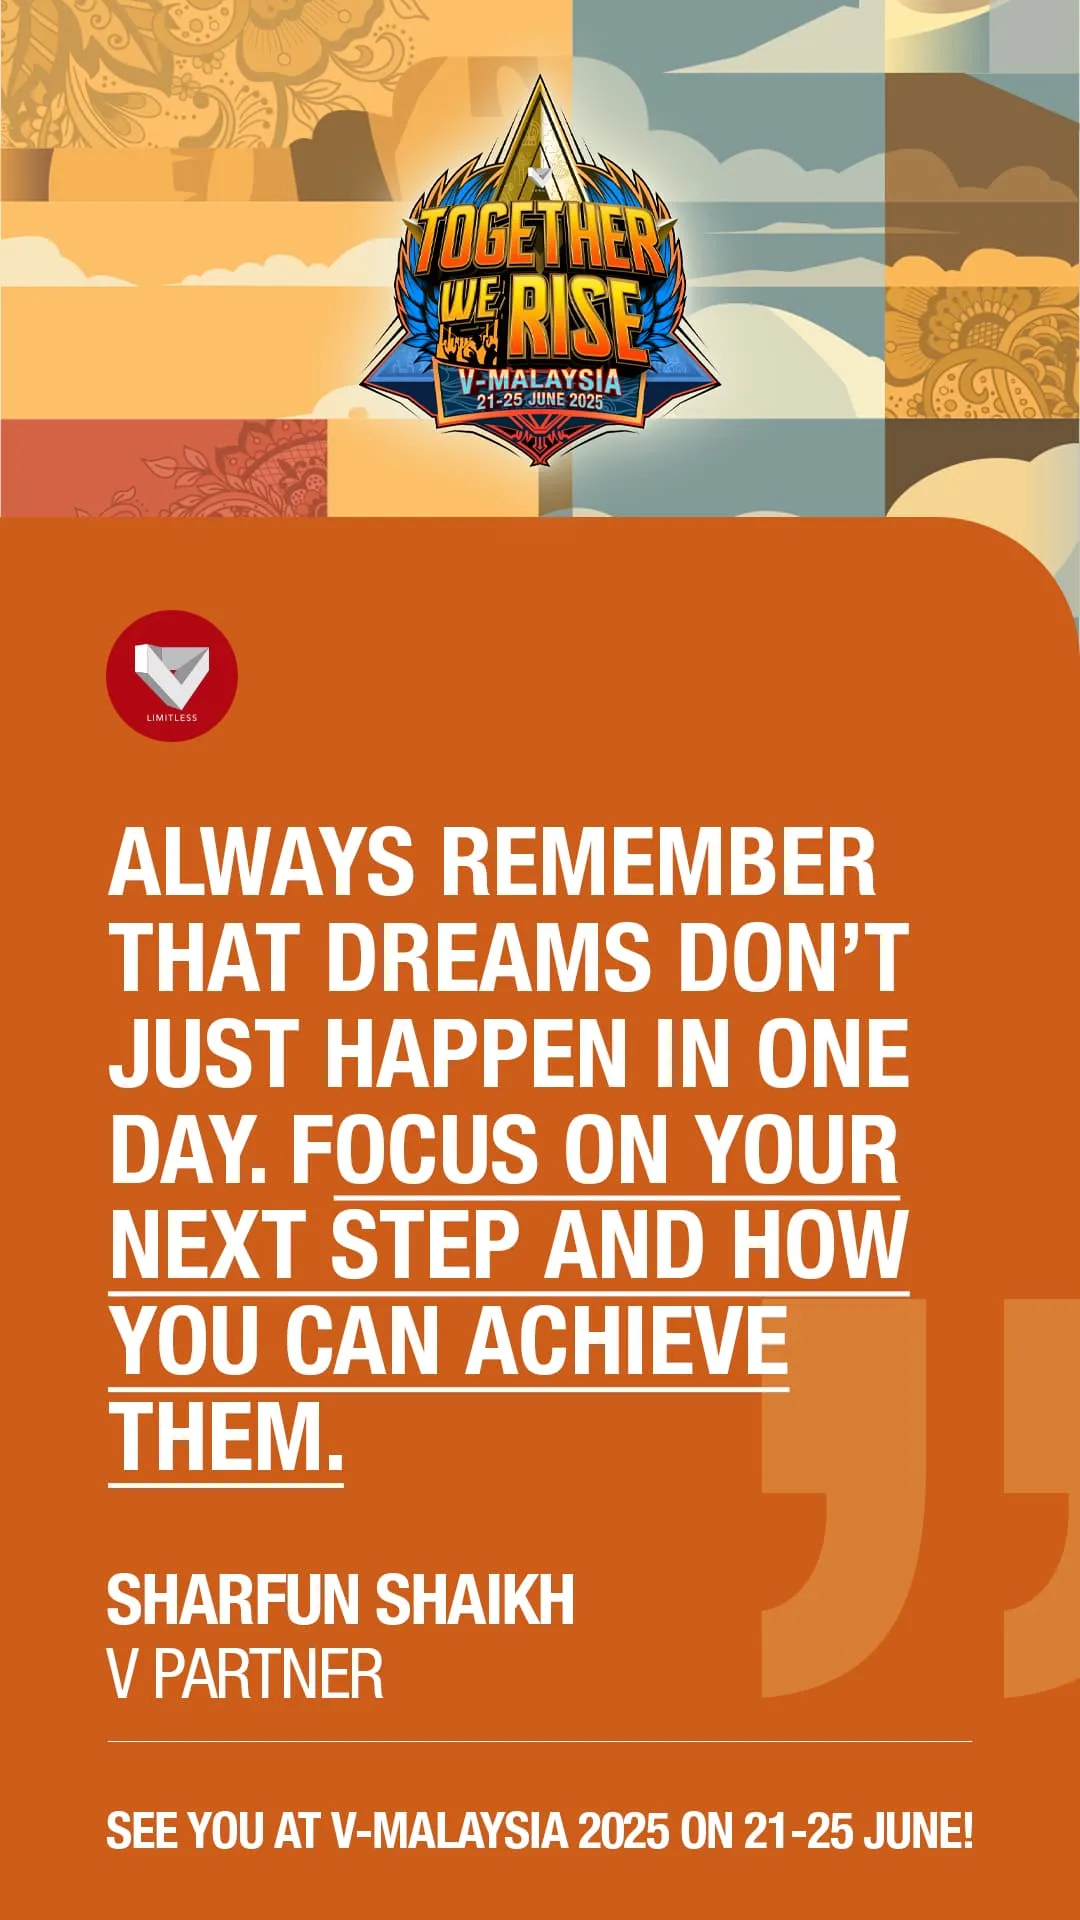 TOGETHER
WE RISE
V-MALAYSIA
21-25 JUNE 2025
LIMITLESS
ALWAYS REMEMBER
THAT DREAMS DON’T
JUST HAPPEN IN ONE
DAY. FOCUS ON YOUR
NEXT STEP AND HOW
YOU CAN ACHIEVE
THEM.
SHARFUN SHAIKH
V PARTNER
SEE YOU AT V-MALAYSIA 2025 ON 21-25 JUNE!